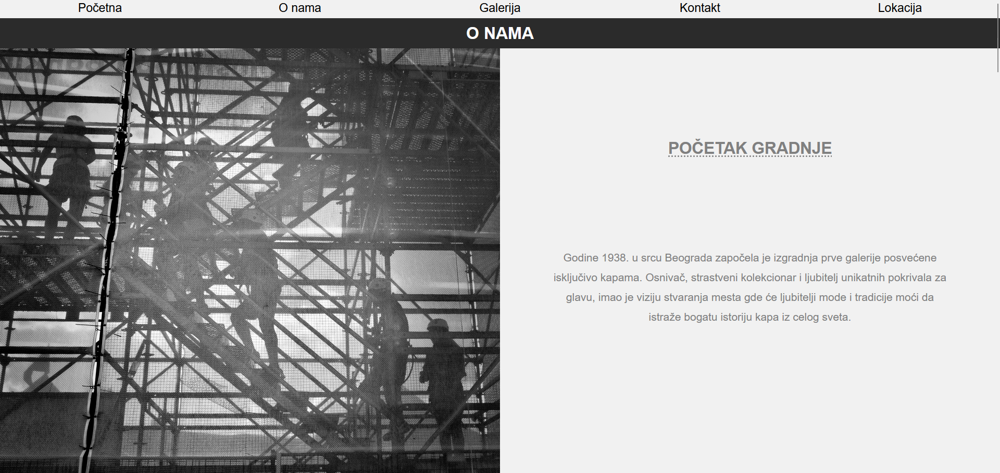 Početna O nama Galerija Kontakt Lokacija
O NAMA
POČETAK GRADNJE
Godine 1938. u srcu Beograda započela je izgradnja prve galerije posvećene
isključivo kapama. Osnivač, strastveni kolekcionar i ljubitelj unikatnih pokrivala za
glavu, imao je viziju stvaranja mesta gde će ljubitelji mode i tradicije moći da
istraže bogatu istoriju kapa iz celog sveta.